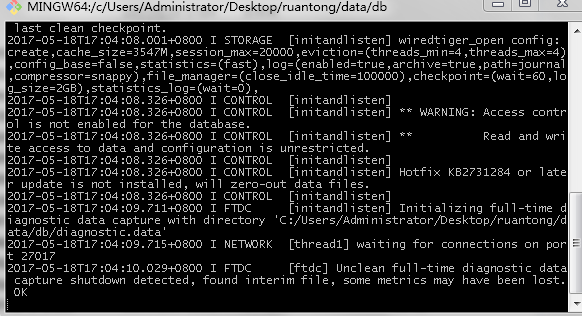 MINGW64:/c/Users/Administrator/Desktop/ruantong/data/db
 last clean checkpoint.
2017-05-18T17:04:08.001+0800 I STORAGE  [initandlisten] wiredtiger_open config:
create,cache_size=3547M,session_max=20000,eviction=(threads_min=4,threads_max=4)
,config_base=false,statistics=(fast),log=(enabled=true,archive=true,path=journal
,compressor=snappy),file_manager=(close_idle_time=100000),checkpoint=(wait=60,lo
g_size=2GB),statistics_log=(wait=0),
2017-05-18T17:04:08.326+0800 I CONTROL  [initandlisten]
2017-05-18T17:04:08.326+0800 I CONTROL  [initandlisten] ** WARNING: Access contr
ol is not enabled for the database.
2017-05-18T17:04:08.326+0800 I CONTROL  [initandlisten] **          Read and wri
te access to data and configuration is unrestricted.
2017-05-18T17:04:08.326+0800 I CONTROL  [initandlisten]
2017-05-18T17:04:08.326+0800 I CONTROL  [initandlisten] Hotfix KB2731284 or late
r update is not installed, will zero-out data files.
2017-05-18T17:04:08.326+0800 I CONTROL  [initandlisten]
2017-05-18T17:04:09.711+0800 I FTDC     [initandlisten] Initializing full-time d
iagnostic data capture with directory 'C:/Users/Administrator/Desktop/ruantong/d
ata/db/diagnostic.data'
2017-05-18T17:04:09.715+0800 I NETWORK  [thread1] waiting for connections on por
t 27017
2017-05-18T17:04:10.029+0800 I FTDC     [ftdc] Unclean full-time diagnostic data
 capture shutdown detected, found interim file, some metrics may have been lost.
 OK